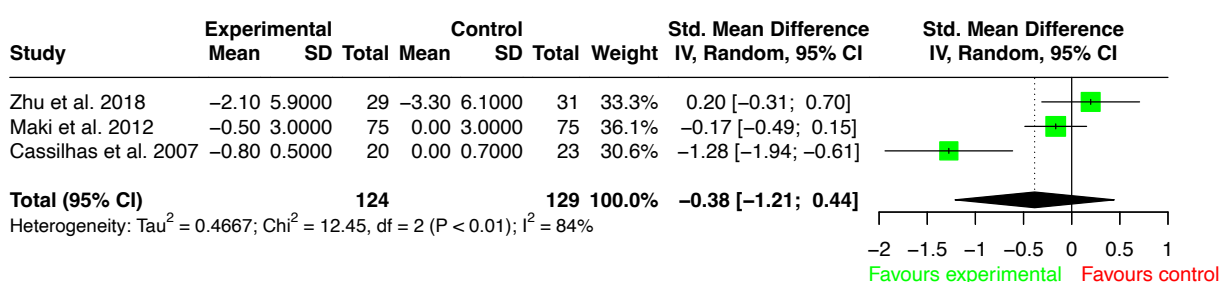 Experimental Control Std. Mean Difference Std. Mean Difference
Study Mean SD Total Mean SD Total Weight IV, Random, 95% CI IV, Random, 95% CI
Zhu et al. 2018 −2.10 5.9000 29 −3.30 6.1000 31 33.3% 0.20 [−0.31; 0.70]
Maki et al. 2012 −0.50 3.0000 75 0.00 3.0000 75 36.1% −0.17 [−0.49; 0.15]
Cassilhas et al. 2007 −0.80 0.5000 20 0.00 0.7000 23 30.6% −1.28 [−1.94; −0.61]
Total (95% CI) 124 129 100.0% −0.38 [−1.21; 0.44]
Heterogeneity: Tau² = 0.4667; Chi² = 12.45, df = 2 (P < 0.01); I² = 84%
−2 −1.5 −1 −0.5 0 0.5 1
Favours experimental Favours control